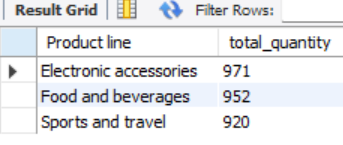 Result Grid Filter Rows:
Product line total_quantity
Electronic accessories 971
Food and beverages 952
Sports and travel 920